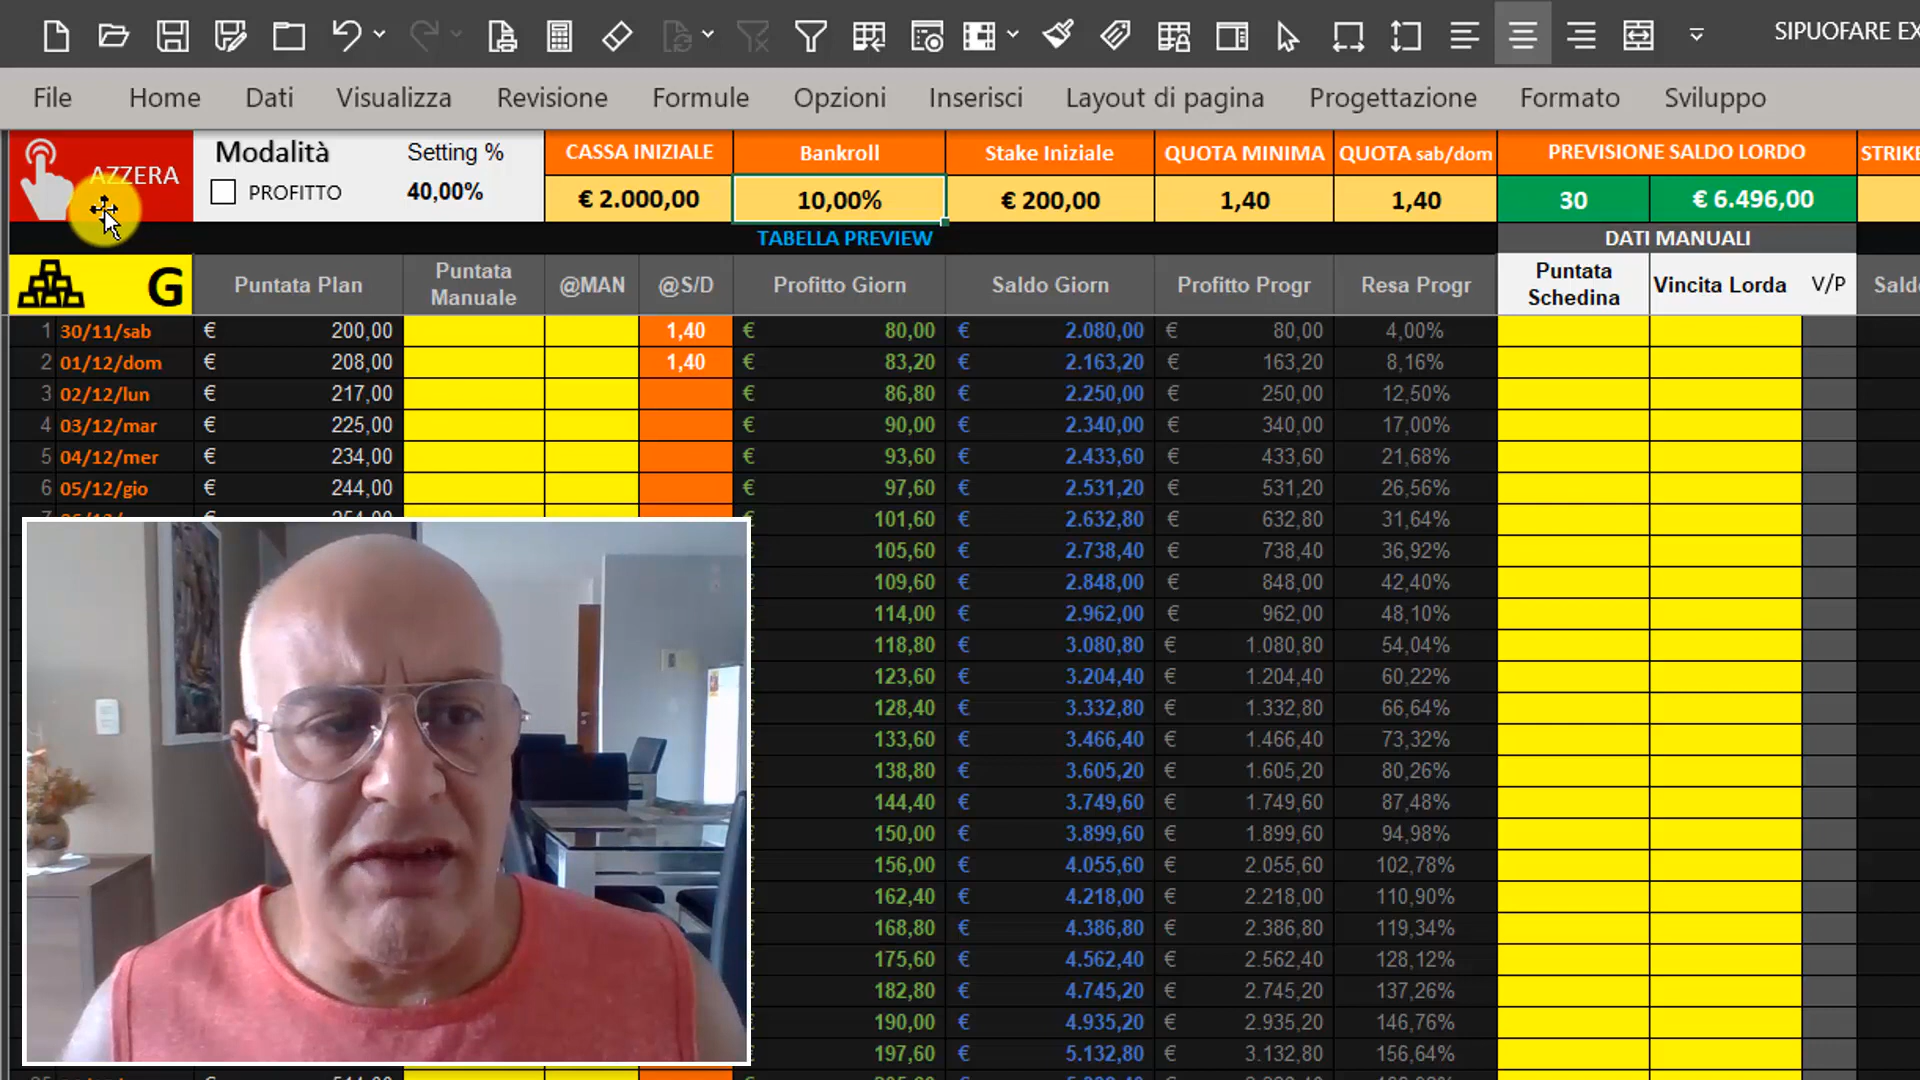 SIPUOFARE EX
File Home Dati Visualizza Revisione Formule Opzioni Inserisci Layout di pagina Progettazione Formato Sviluppo
AZZERA Modalità Setting % CASSA INIZIALE Bankroll Stake Iniziale QUOTA MINIMA QUOTA sab/dom PREVISIONE SALDO LORDO STRIKE
PROFITTO 40,00% € 2.000,00 10,00% € 200,00 1,40 1,40 30 € 6.496,00
TABELLA PREVIEW DATI MANUALI
G Puntata Plan Puntata Manuale @MAN @S/D Profitto Giorn Saldo Giorn Profitto Progr Resa Progr Puntata Schedina Vincita Lorda V/P Sald
1 30/11/sab € 200,00 1,40 € 80,00 € 2.080,00 € 80,00 4,00%
2 01/12/dom € 208,00 1,40 € 83,20 € 2.163,20 € 163,20 8,16%
3 02/12/lun € 217,00 € 86,80 € 2.250,00 € 250,00 12,50%
4 03/12/mar € 225,00 € 90,00 € 2.340,00 € 340,00 17,00%
5 04/12/mer € 234,00 € 93,60 € 2.433,60 € 433,60 21,68%
6 05/12/gio € 244,00 € 97,60 € 2.531,20 € 531,20 26,56%
101,60 € 2.632,80 € 632,80 31,64%
105,60 € 2.738,40 € 738,40 36,92%
109,60 € 2.848,00 € 848,00 42,40%
114,00 € 2.962,00 € 962,00 48,10%
118,80 € 3.080,80 € 1.080,80 54,04%
123,60 € 3.204,40 € 1.204,40 60,22%
128,40 € 3.332,80 € 1.332,80 66,64%
133,60 € 3.466,40 € 1.466,40 73,32%
138,80 € 3.605,20 € 1.605,20 80,26%
144,40 € 3.749,60 € 1.749,60 87,48%
150,00 € 3.899,60 € 1.899,60 94,98%
156,00 € 4.055,60 € 2.055,60 102,78%
162,40 € 4.218,00 € 2.218,00 110,90%
168,80 € 4.386,80 € 2.386,80 119,34%
175,60 € 4.562,40 € 2.562,40 128,12%
182,80 € 4.745,20 € 2.745,20 137,26%
190,00 € 4.935,20 € 2.935,20 146,76%
197,60 € 5.132,80 € 3.132,80 156,64%